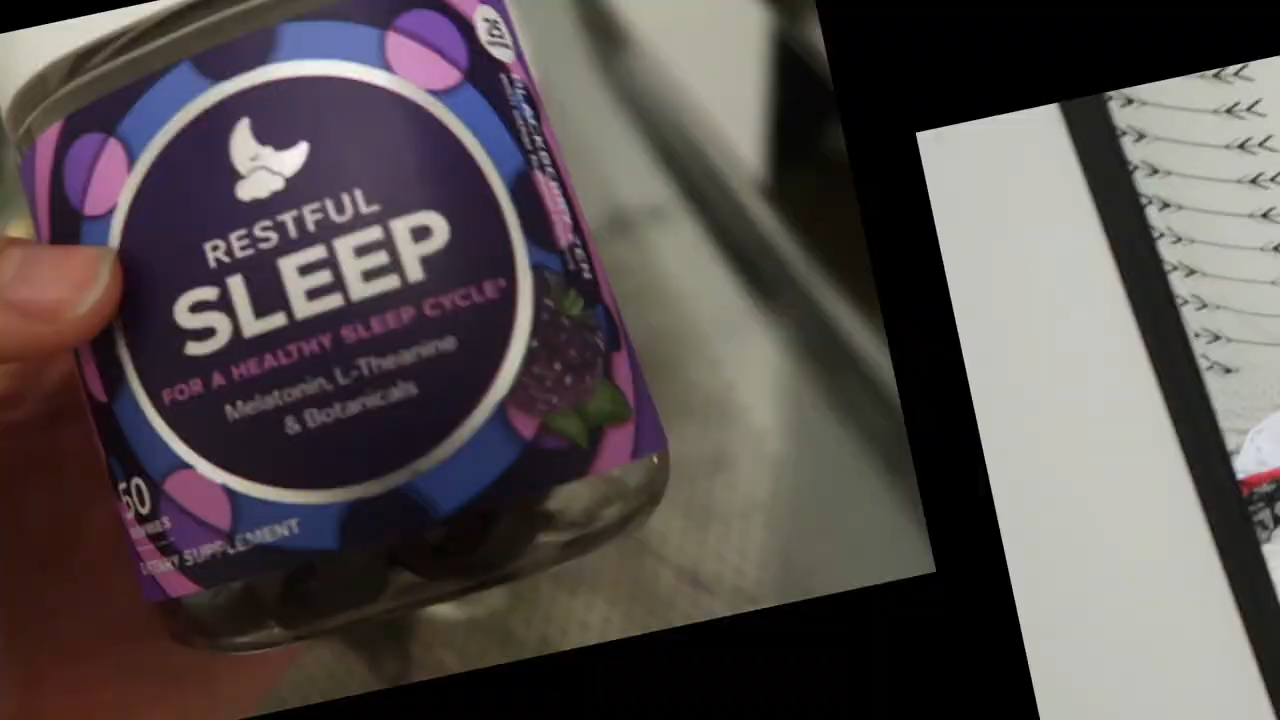 RESTFUL
SLEEP
FOR A HEALTHY SLEEP CYCLE*
Melatonin, L-Theanine
& Botanicals
50
SUPPLEMENT